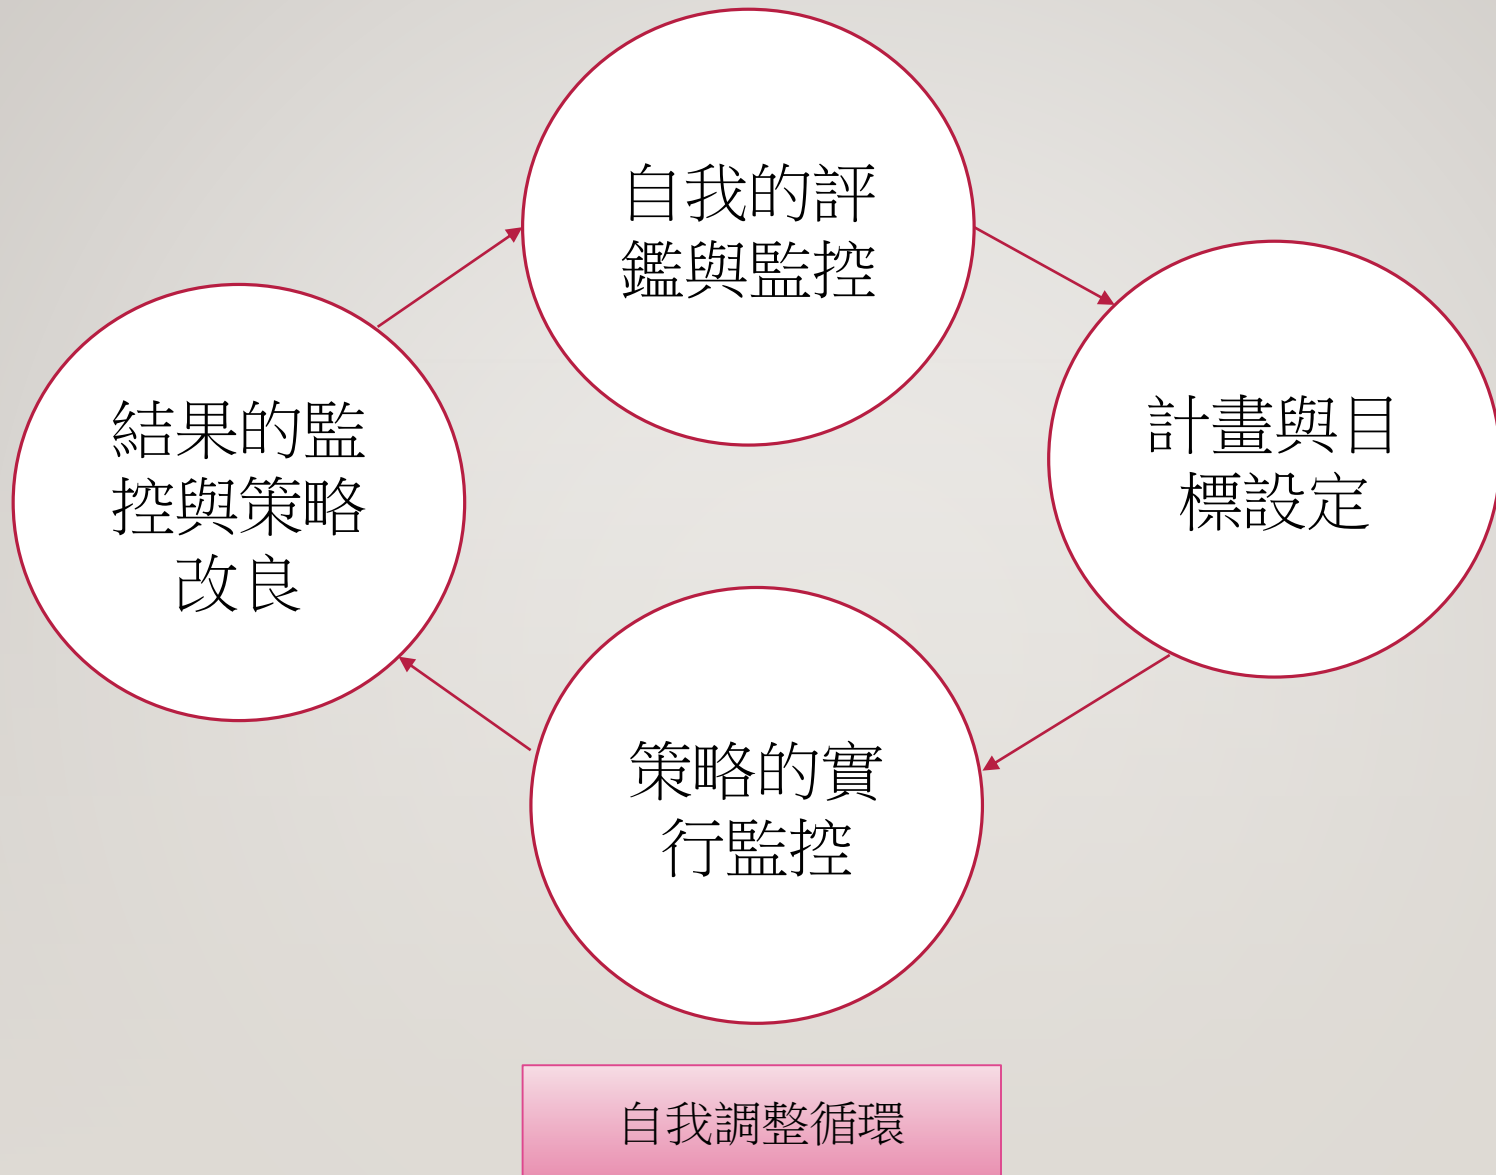 自我的評
鑑與監控
計畫與目
標設定
策略的實
行監控
結果的監
控與策略
改良
自我調整循環